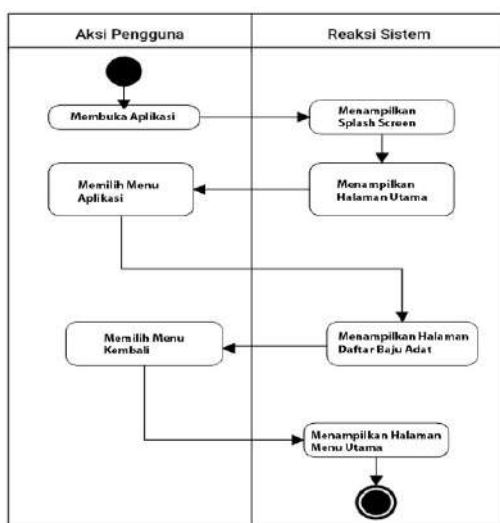 Aksi Pengguna
Reaksi Sistem
Membuka Aplikasi
Menampilkan
Splash Screen
Menampilkan
Halaman Utama
Memilih Menu
Aplikasi
Menampilkan Halaman
Daftar Baju Adat
Memilih Menu
Kembali
Menampilkan Halaman
Menu Utama